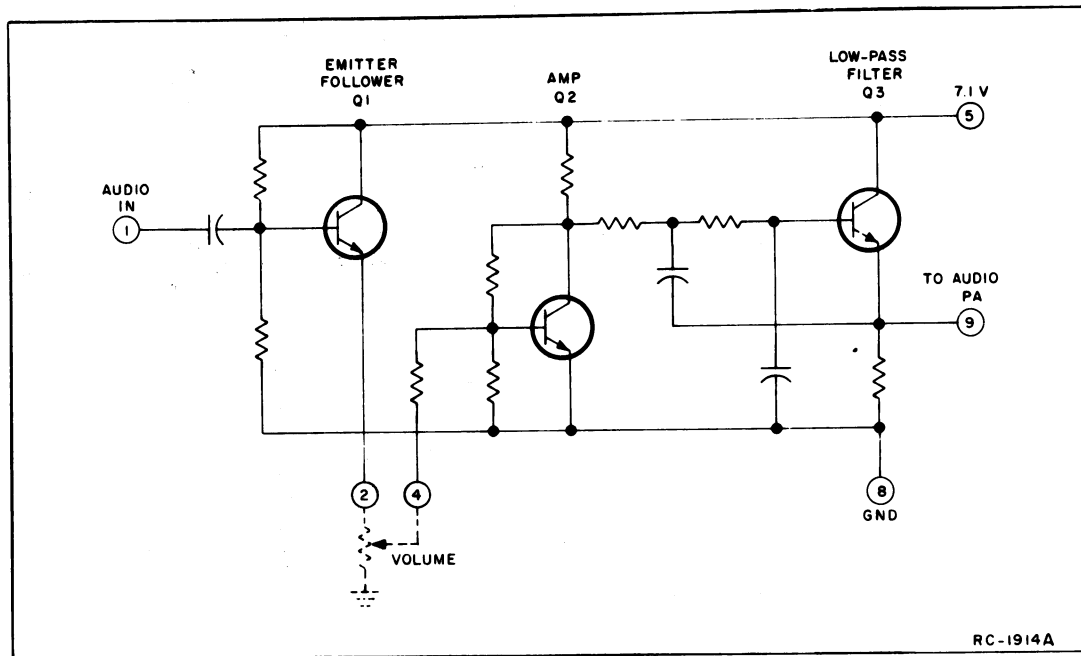 EMITTER
FOLLOWER
Q1
AMP
Q2
LOW-PASS
FILTER
Q3
7.1 V
5
AUDIO
IN
1
TO AUDIO
PA
9
2
4
8
GND
VOLUME
RC-1914A